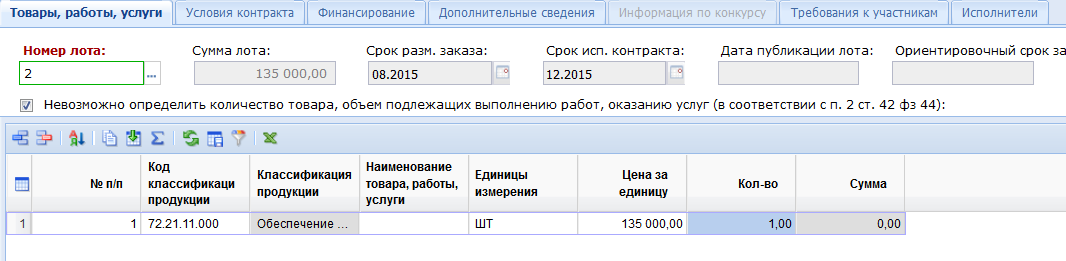 Товары, работы, услуги Условия контракта Финансирование Дополнительные сведения Информация по конкурсу Требования к участникам Исполнители
Номер лота: Сумма лота: Срок разм. заказа: Срок исп. контракта: Дата публикации лота: Ориентировочный срок за
2 ... 135 000,00 08.2015 12.2015
Невозможно определить количество товара, объем подлежащих выполнению работ, оказанию услуг (в соответствии с п. 2 ст. 42 фз 44):
№ п/п Код классификаци продукции Классификация продукции Наименование товара, работы, услуги Единицы измерения Цена за единицу Кол-во Сумма
1 1 72.21.11.000 Обеспечение ... ШТ 135 000,00 1,00 0,00